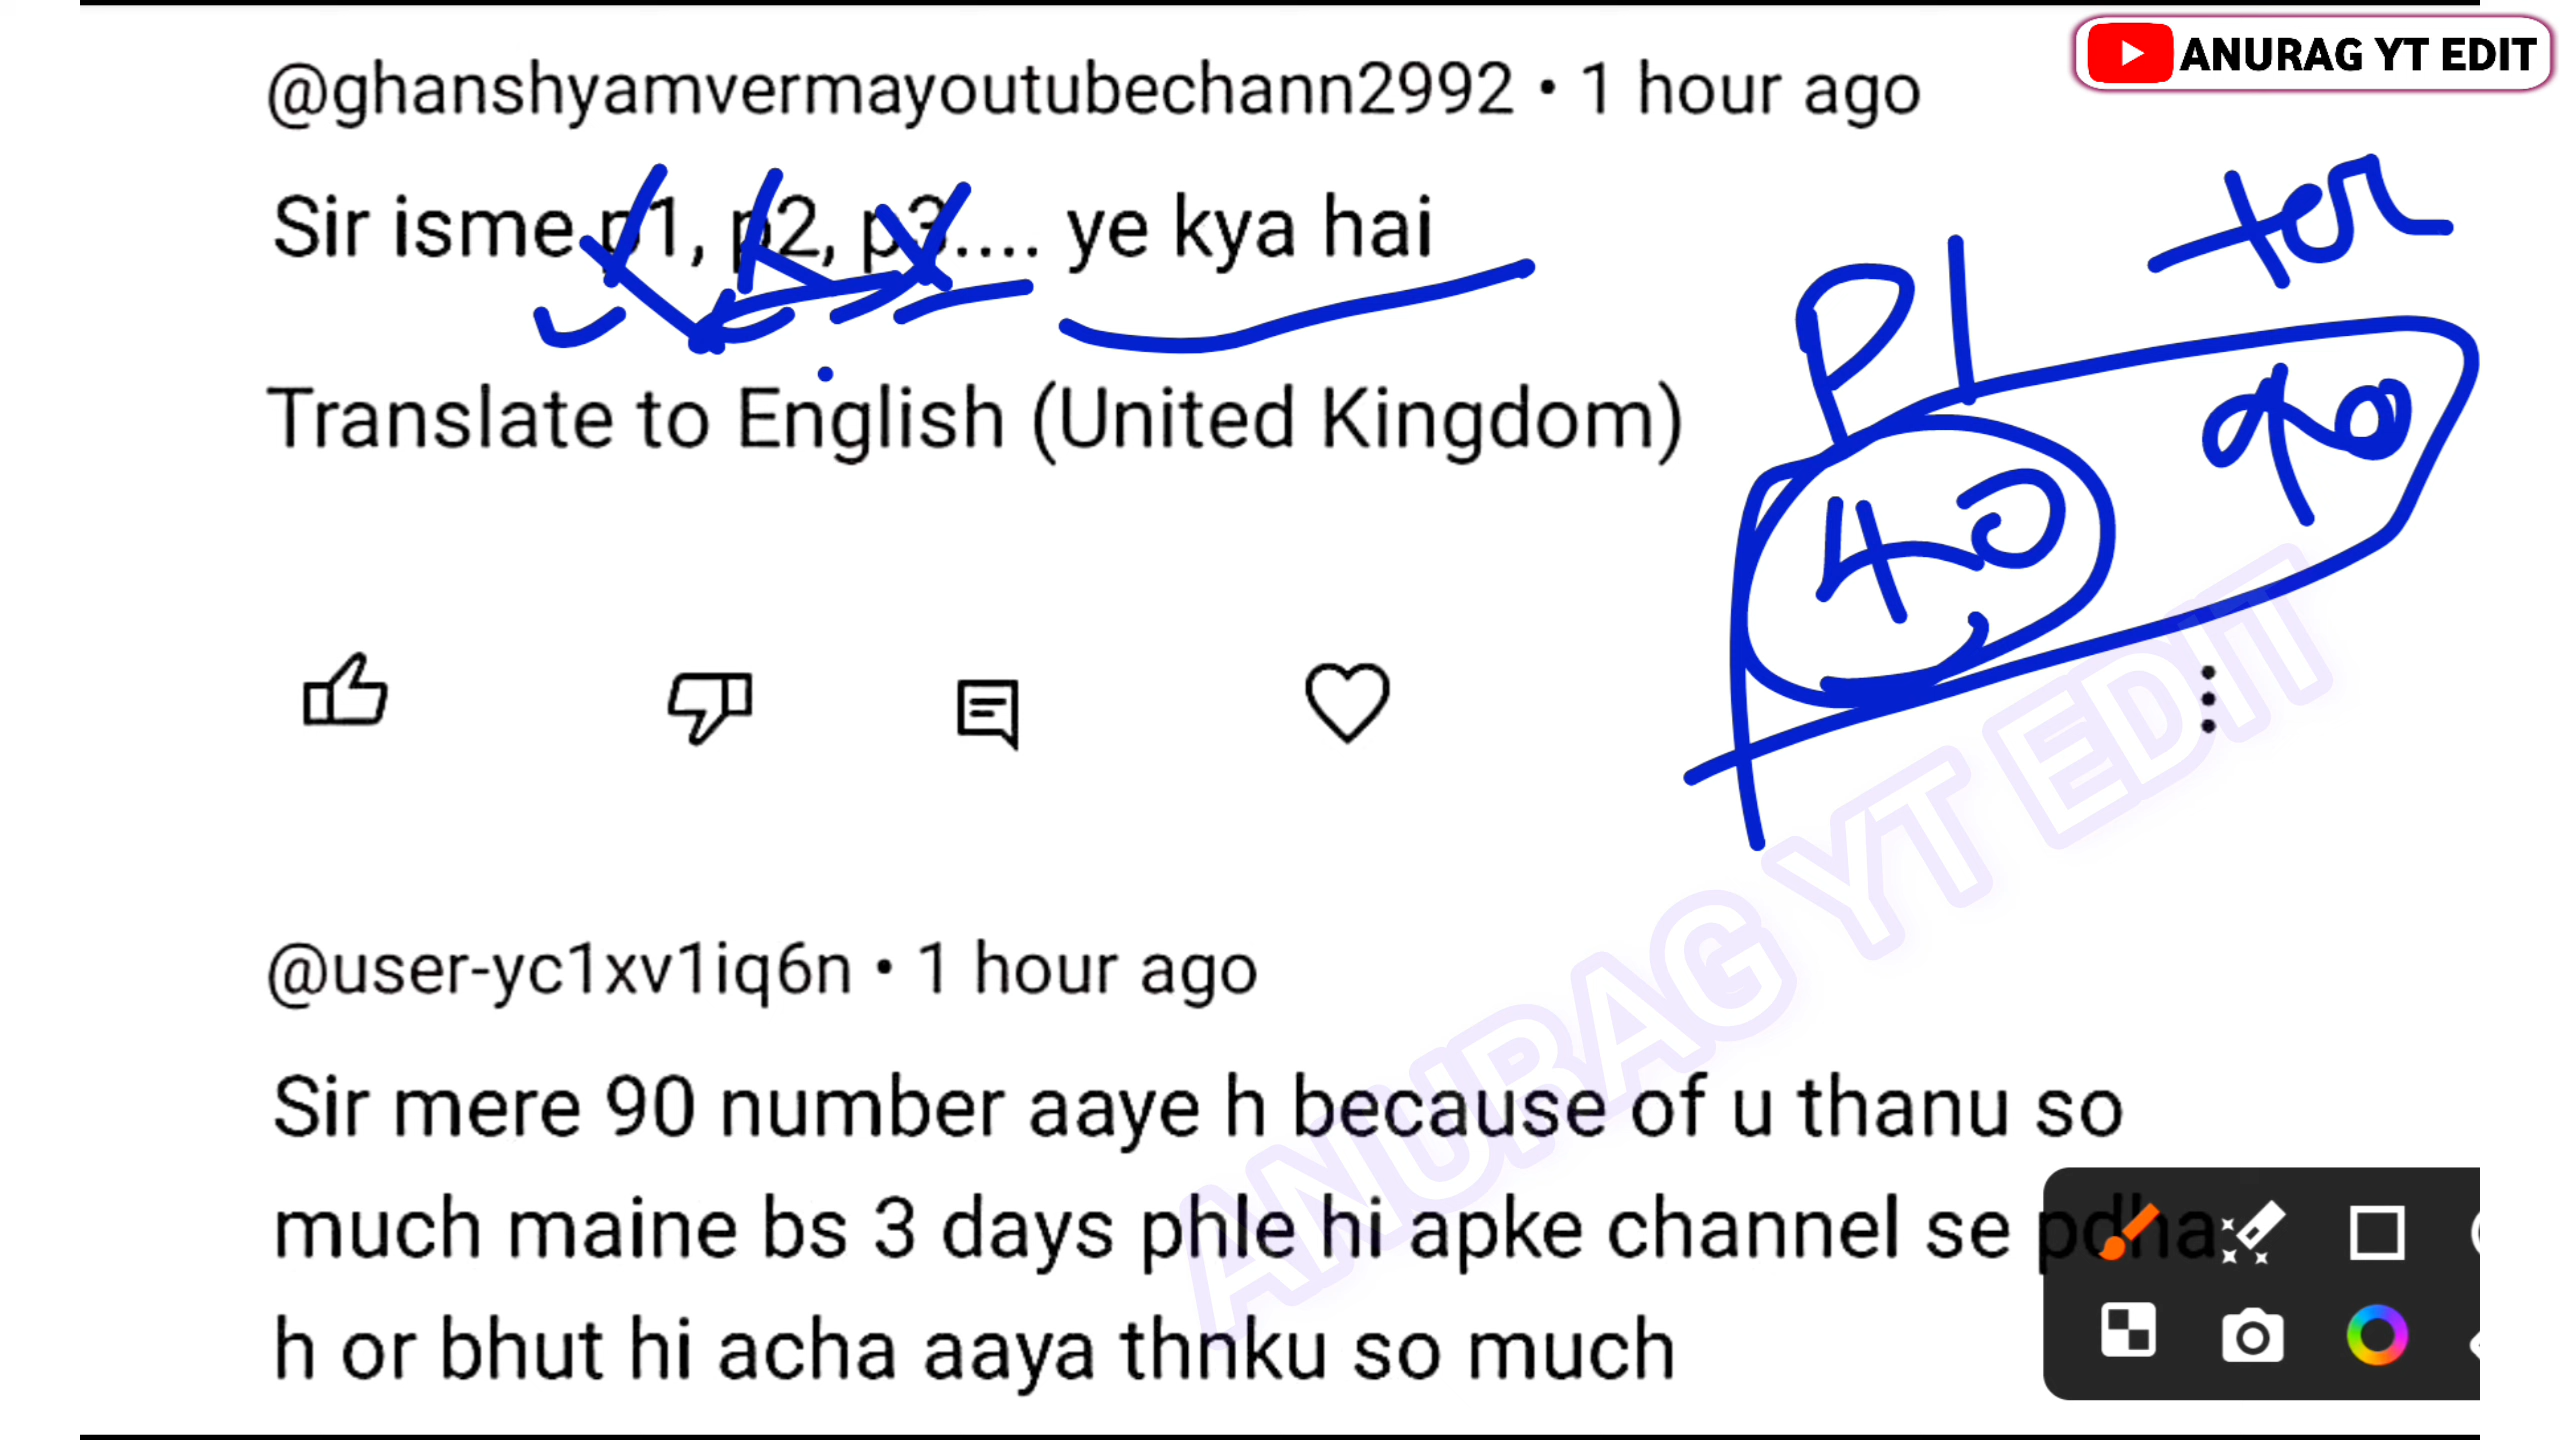 ANURAG YT EDIT
@ghanshyamvermayoutubechann2992 • 1 hour ago
Sir isme p1, p2, p3.... ye kya hai
Translate to English (United Kingdom)
P1
40
90
ANURAG YT EDIT
@user-yc1xv1iq6n • 1 hour ago
Sir mere 90 number aaye h because of u thanu so
much maine bs 3 days phle hi apke channel se pdha
h or bhut hi acha aaya thnku so much